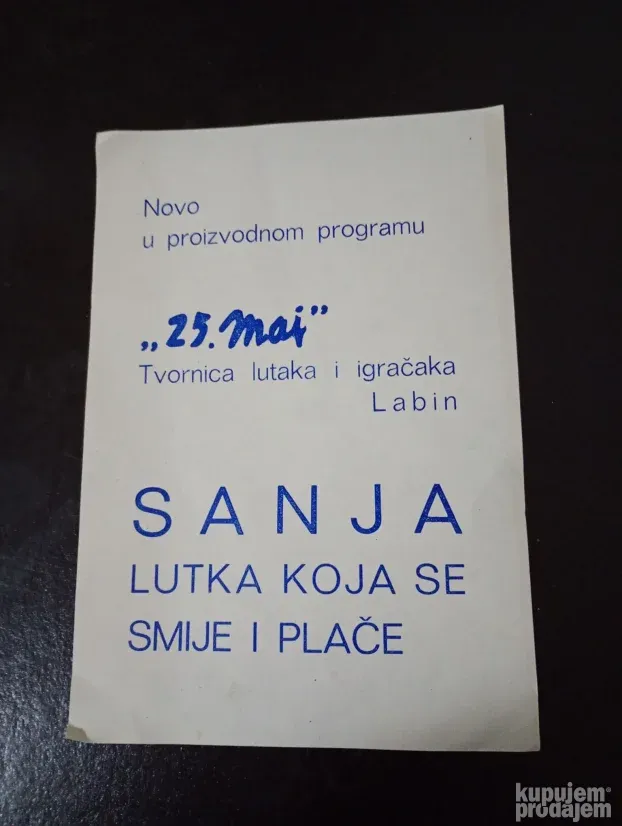 Novo
u proizvodnom programu
„25. maj”
Tvornica lutaka i igračaka
Labin
SANJA
LUTKA KOJA SE
SMIJE I PLAČE
kupujem
prodajem